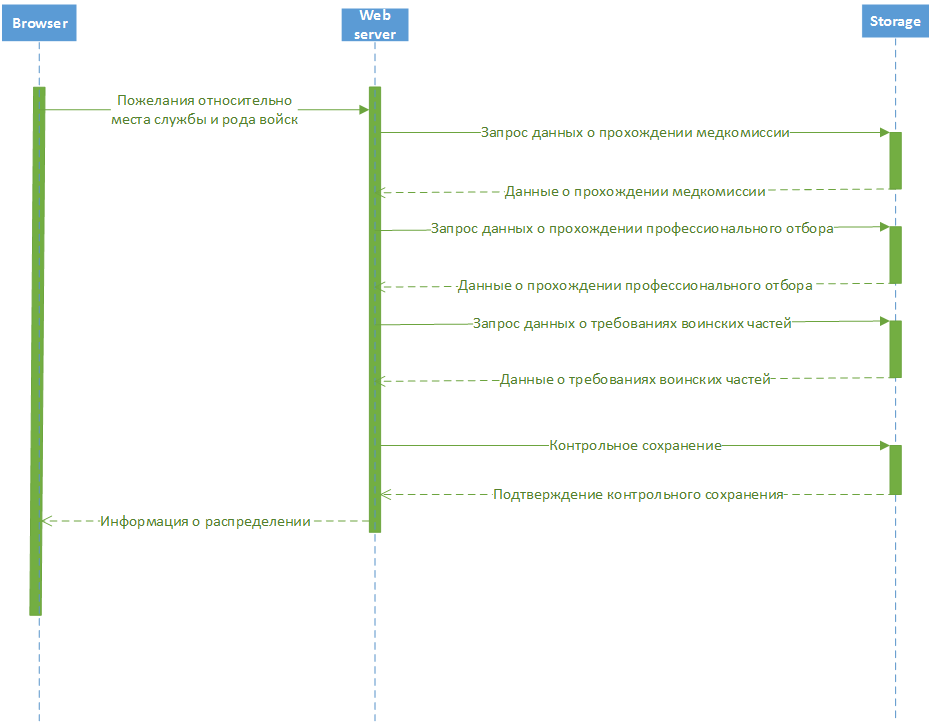 Browser
Web
server
Storage
Пожелания относительно
места службы и рода войск
Запрос данных о прохождении медкомиссии
Данные о прохождении медкомиссии
Запрос данных о прохождении профессионального отбора
Данные о прохождении профессионального отбора
Запрос данных о требованиях воинских частей
Данные о требованиях воинских частей
Контрольное сохранение
Подтверждение контрольного сохранения
Информация о распределении